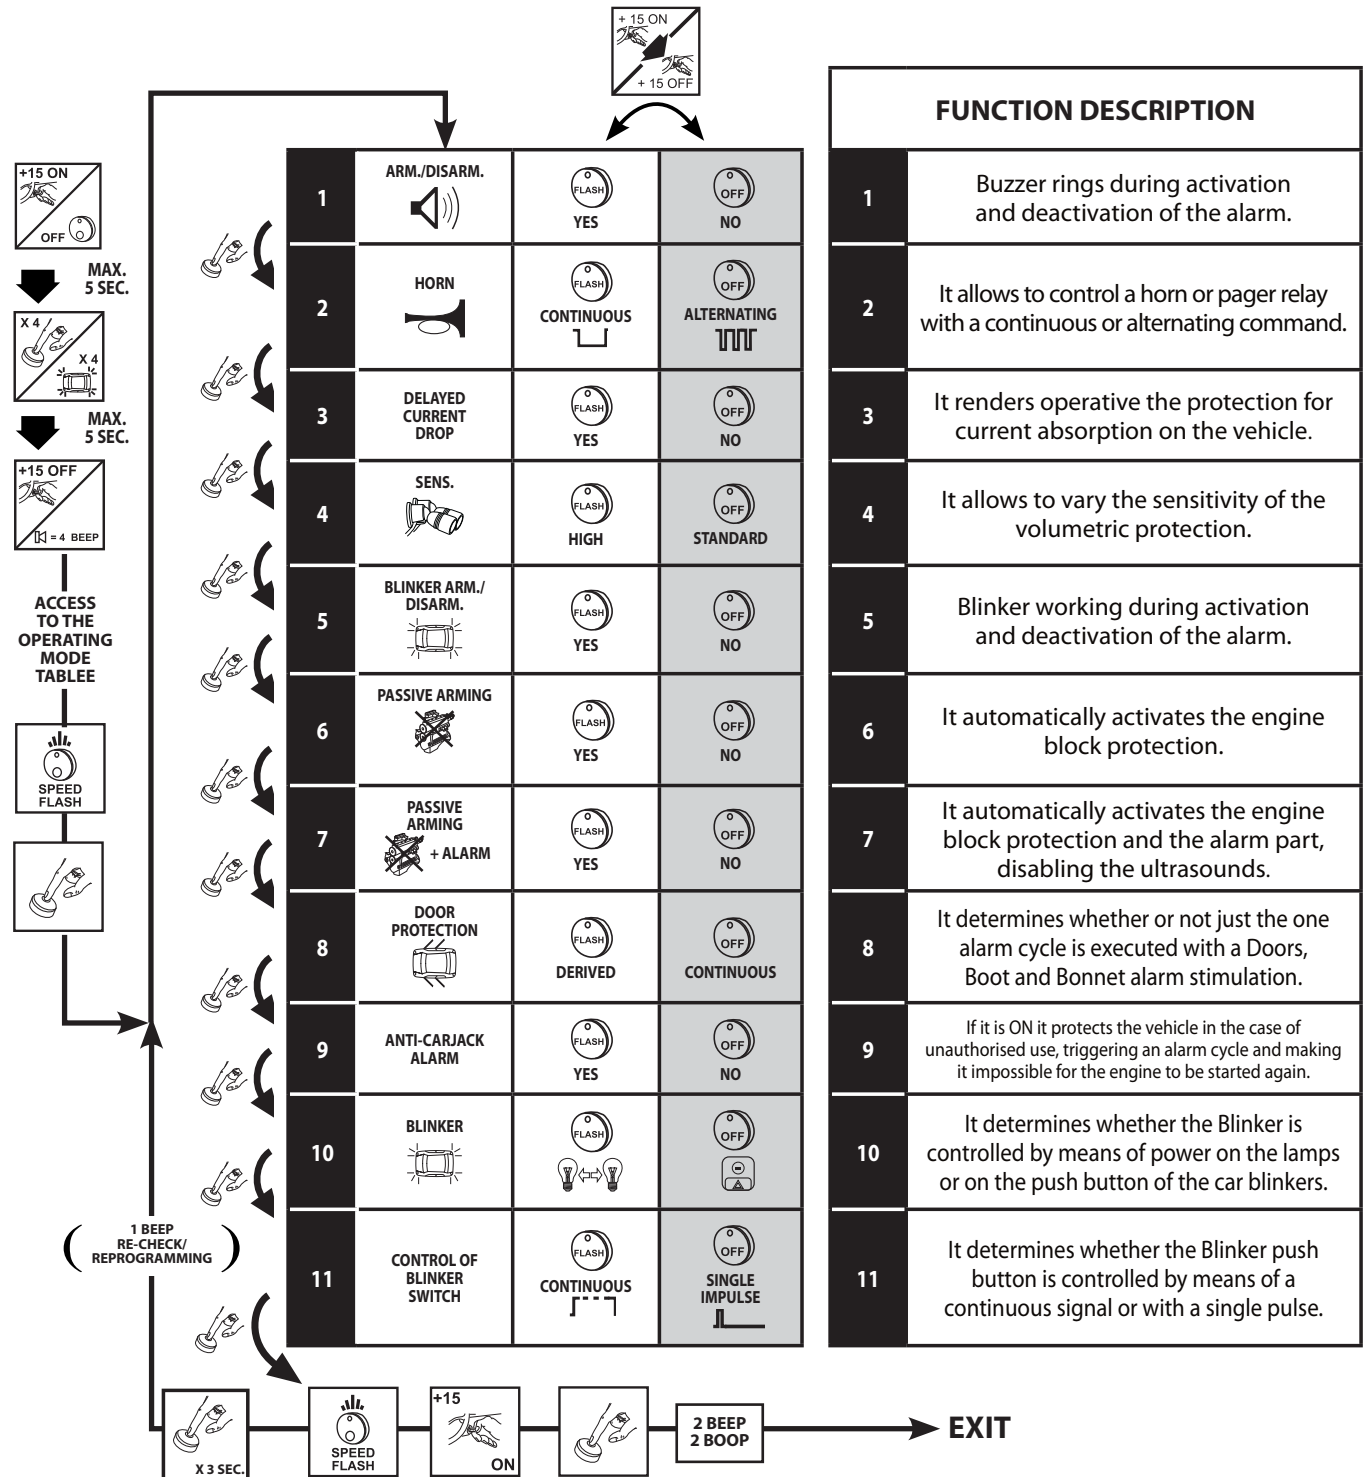 + 15 ON
+ 15 OFF
+15 ON
OFF
MAX.
5 SEC.
X 4
X 4
MAX.
5 SEC.
+15 OFF
= 4 BEEP
ACCESS
TO THE
OPERATING
MODE
TABLEE
SPEED
FLASH
1
ARM./DISARM.
FLASH
YES
OFF
NO
2
HORN
FLASH
CONTINUOUS
OFF
ALTERNATING
3
DELAYED
CURRENT
DROP
FLASH
YES
OFF
NO
4
SENS.
FLASH
HIGH
OFF
STANDARD
5
BLINKER ARM./
DISARM.
FLASH
YES
OFF
NO
6
PASSIVE ARMING
FLASH
YES
OFF
NO
7
PASSIVE
ARMING
+ ALARM
FLASH
YES
OFF
NO
8
DOOR
PROTECTION
FLASH
DERIVED
OFF
CONTINUOUS
9
ANTI-CARJACK
ALARM
FLASH
YES
OFF
NO
10
BLINKER
FLASH
OFF
11
CONTROL OF
BLINKER
SWITCH
FLASH
CONTINUOUS
OFF
SINGLE
IMPULSE
FUNCTION DESCRIPTION
1
Buzzer rings during activation
and deactivation of the alarm.
2
It allows to control a horn or pager relay
with a continuous or alternating command.
3
It renders operative the protection for
current absorption on the vehicle.
4
It allows to vary the sensitivity of the
volumetric protection.
5
Blinker working during activation
and deactivation of the alarm.
6
It automatically activates the engine
block protection.
7
It automatically activates the engine
block protection and the alarm part,
disabling the ultrasounds.
8
It determines whether or not just the one
alarm cycle is executed with a Doors,
Boot and Bonnet alarm stimulation.
9
If it is ON it protects the vehicle in the case of
unauthorised use, triggering an alarm cycle and making
it impossible for the engine to be started again.
10
It determines whether the Blinker is
controlled by means of power on the lamps
or on the push button of the car blinkers.
11
It determines whether the Blinker push
button is controlled by means of a
continuous signal or with a single pulse.
( 1 BEEP
RE-CHECK/
REPROGRAMMING )
X 3 SEC.
SPEED
FLASH
+15
ON
2 BEEP
2 BOOP
EXIT